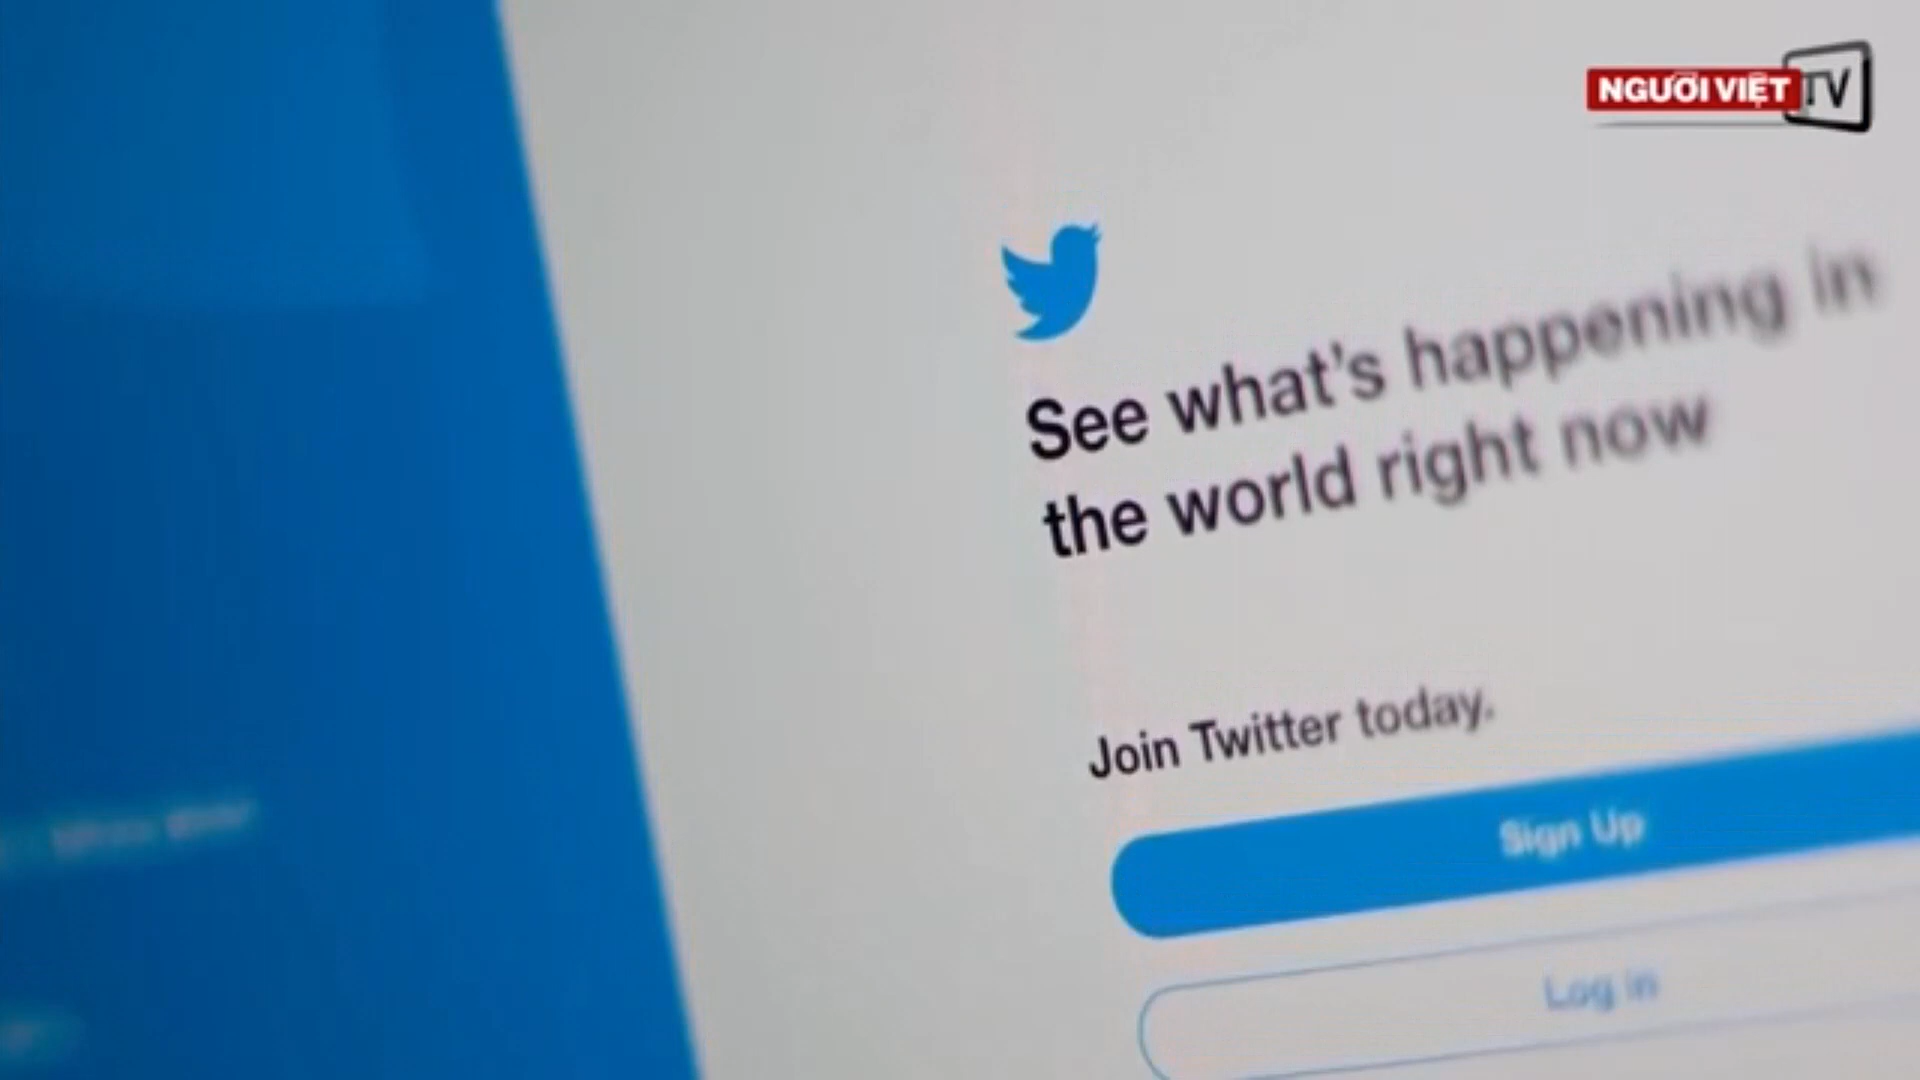 NGƯỜI VIỆT TV
See what's happening in
the world right now
Join Twitter today.
Sign Up
Log in